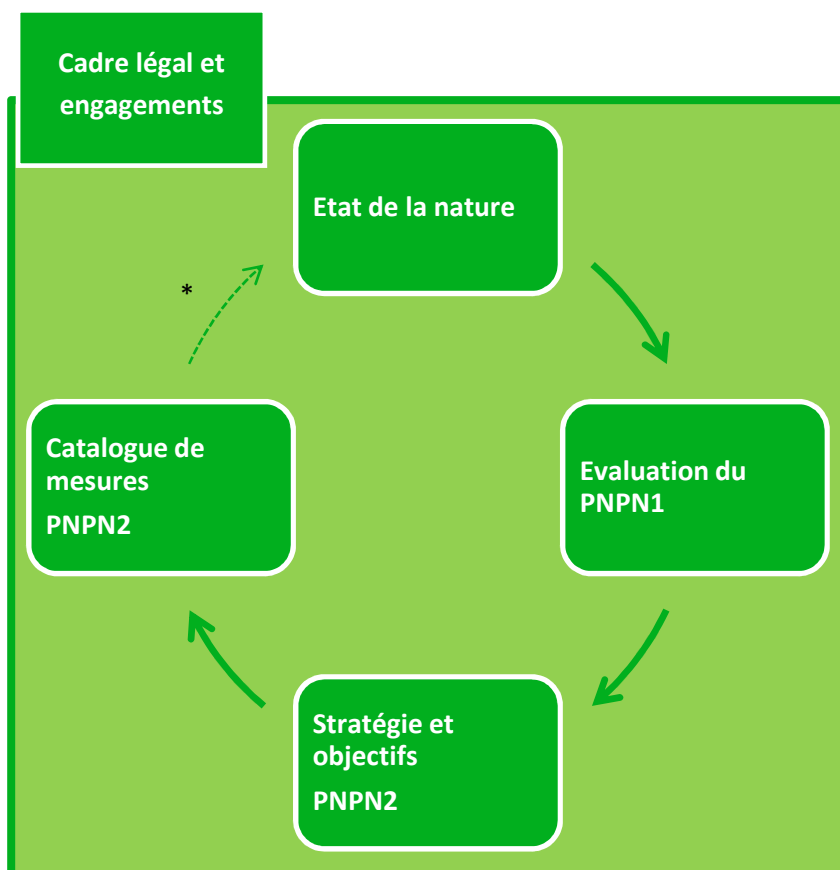 Cadre légal et
engagements
Etat de la nature
*
Catalogue de
mesures
PNPN2
Evaluation du
PNPN1
Stratégie et
objectifs
PNPN2